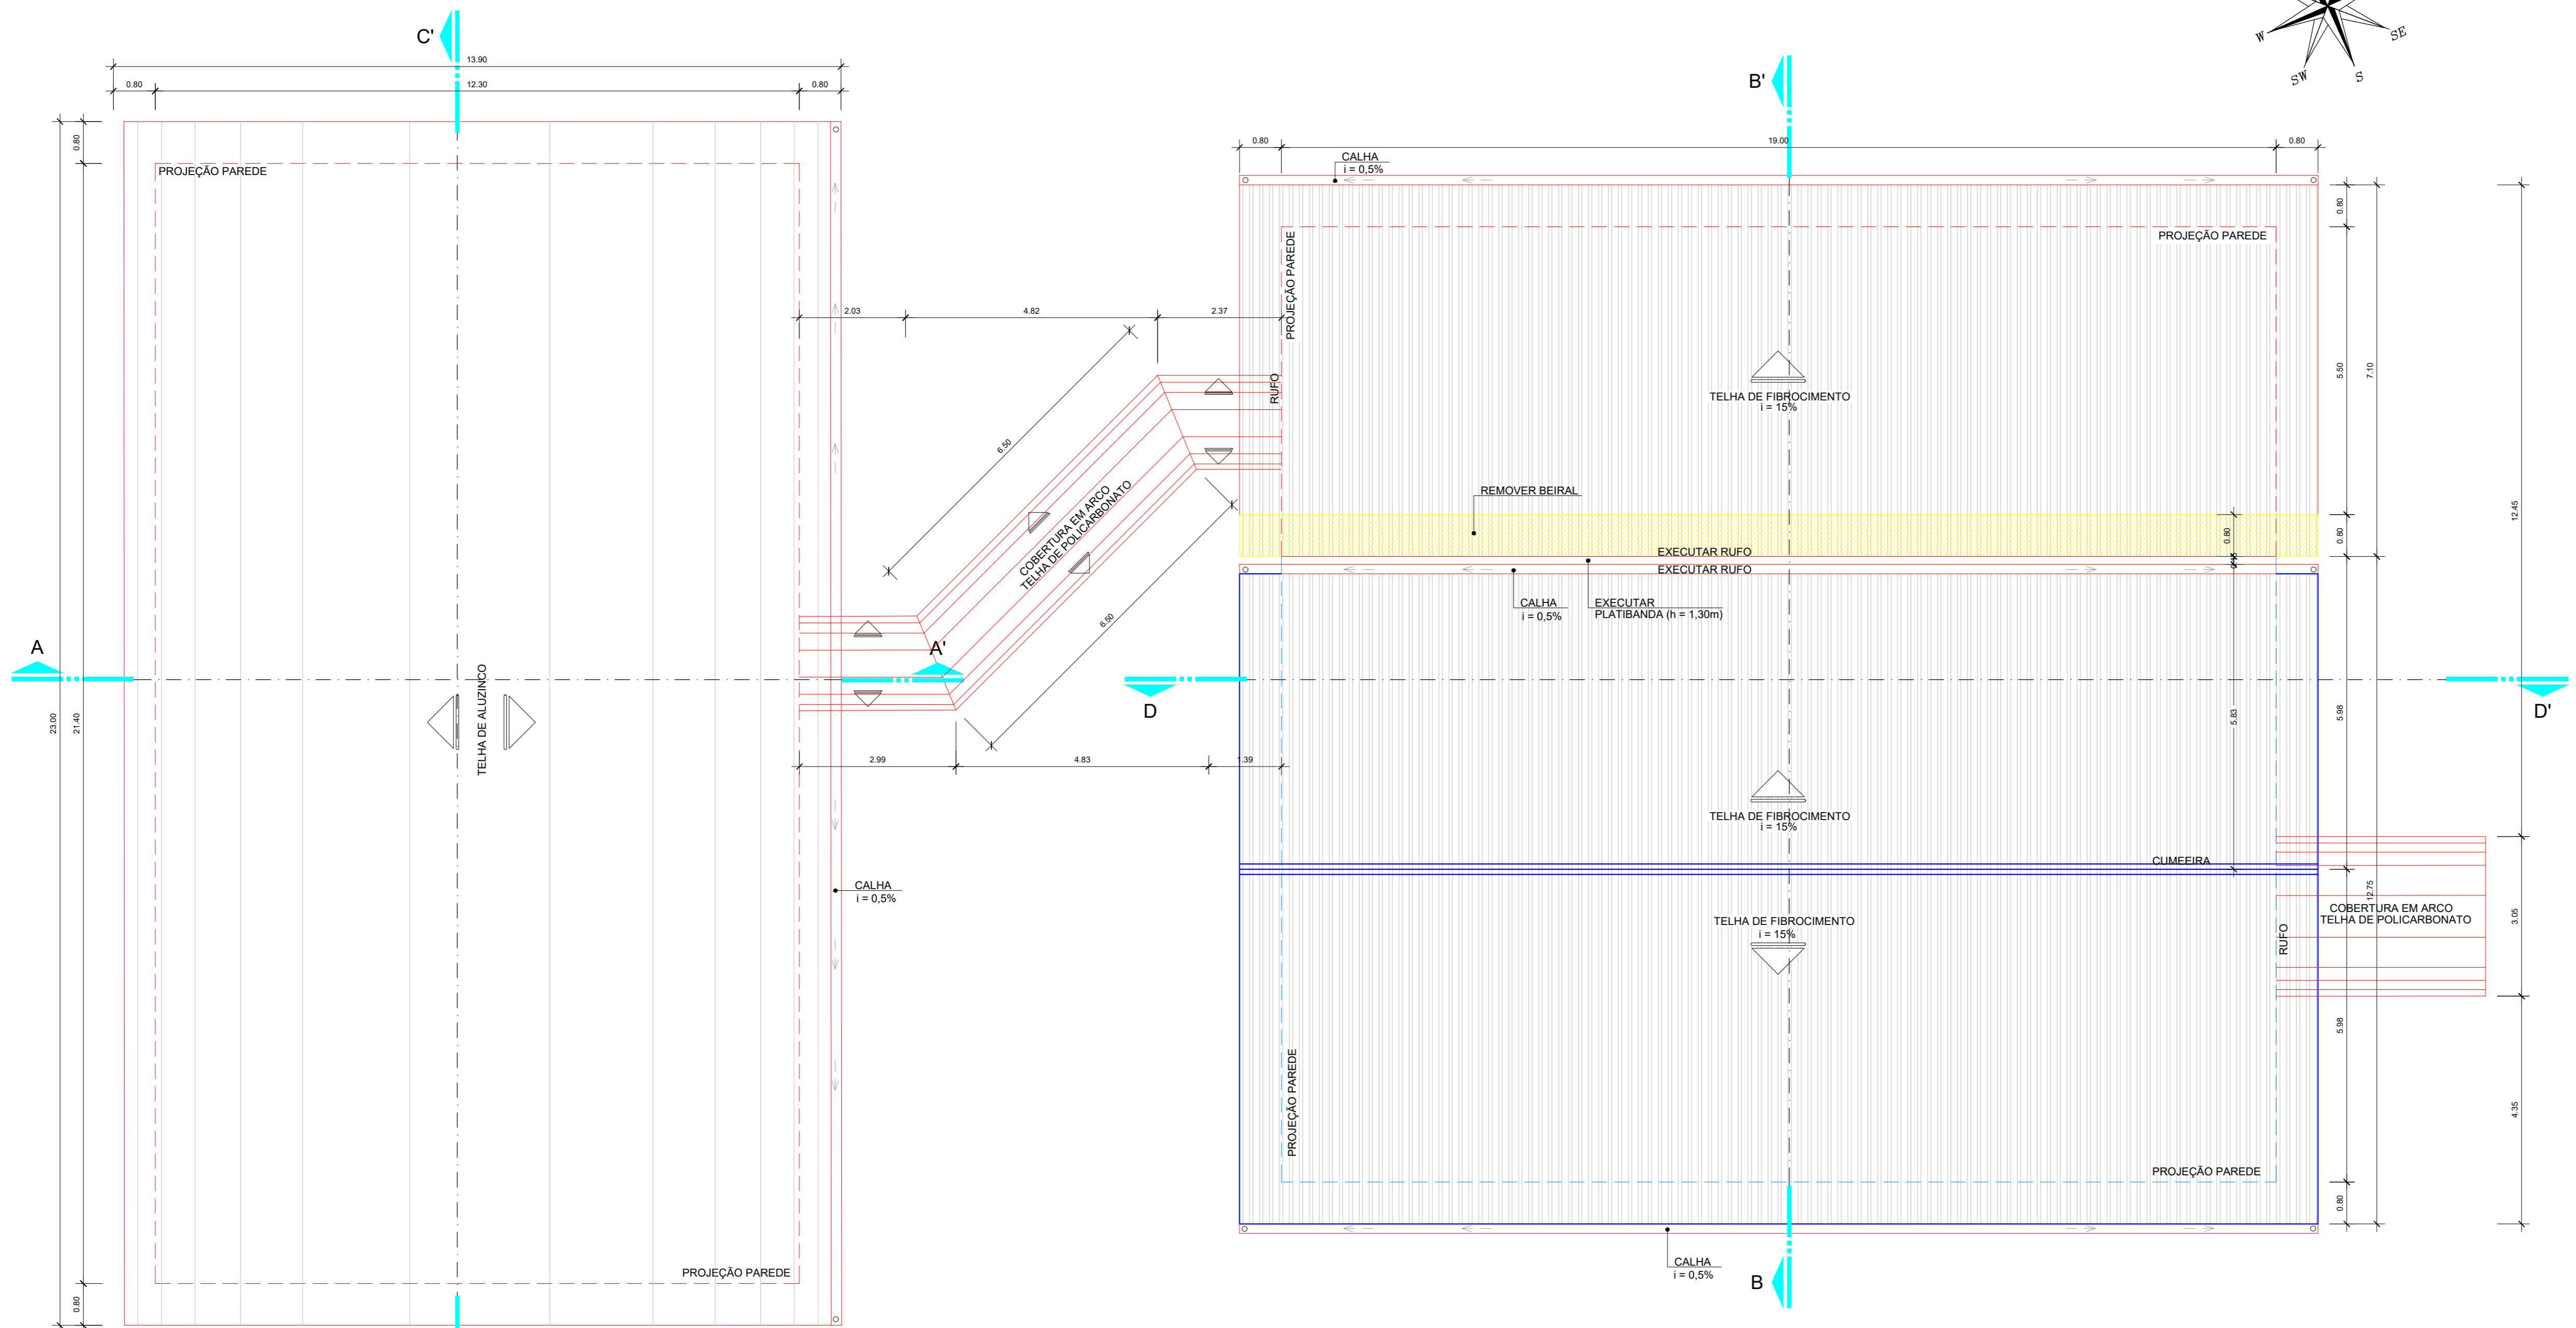 C'
13.90
0.80
12.30
0.80
W
SW
S
SE
B'
0.80
19.00
0.80
CALHA
i = 0,5%
0.80
PROJEÇÃO PAREDE
PROJEÇÃO PAREDE
PROJEÇÃO PAREDE
0.80
2.03
4.82
2.37
RUFO
6.50
TELHA DE FIBROCIMENTO
i = 15%
5.50
7.10
12.45
COBERTURA EM ARCO
TELHA DE POLICARBONATO
REMOVER BEIRAL
0.80
0.80
EXECUTAR RUFO
EXECUTAR RUFO
CALHA
i = 0,5%
EXECUTAR
PLATIBANDA (h = 1,30m)
6.50
A
A'
D
D'
23.00
21.40
TELHA DE ALUZINCO
5.83
5.98
2.99
4.83
1.39
TELHA DE FIBROCIMENTO
i = 15%
CUMEEIRA
CALHA
i = 0,5%
12.75
COBERTURA EM ARCO
TELHA DE POLICARBONATO
3.05
TELHA DE FIBROCIMENTO
i = 15%
RUFO
5.98
PROJEÇÃO PAREDE
4.35
PROJEÇÃO PAREDE
0.80
PROJEÇÃO PAREDE
CALHA
i = 0,5%
B
0.80